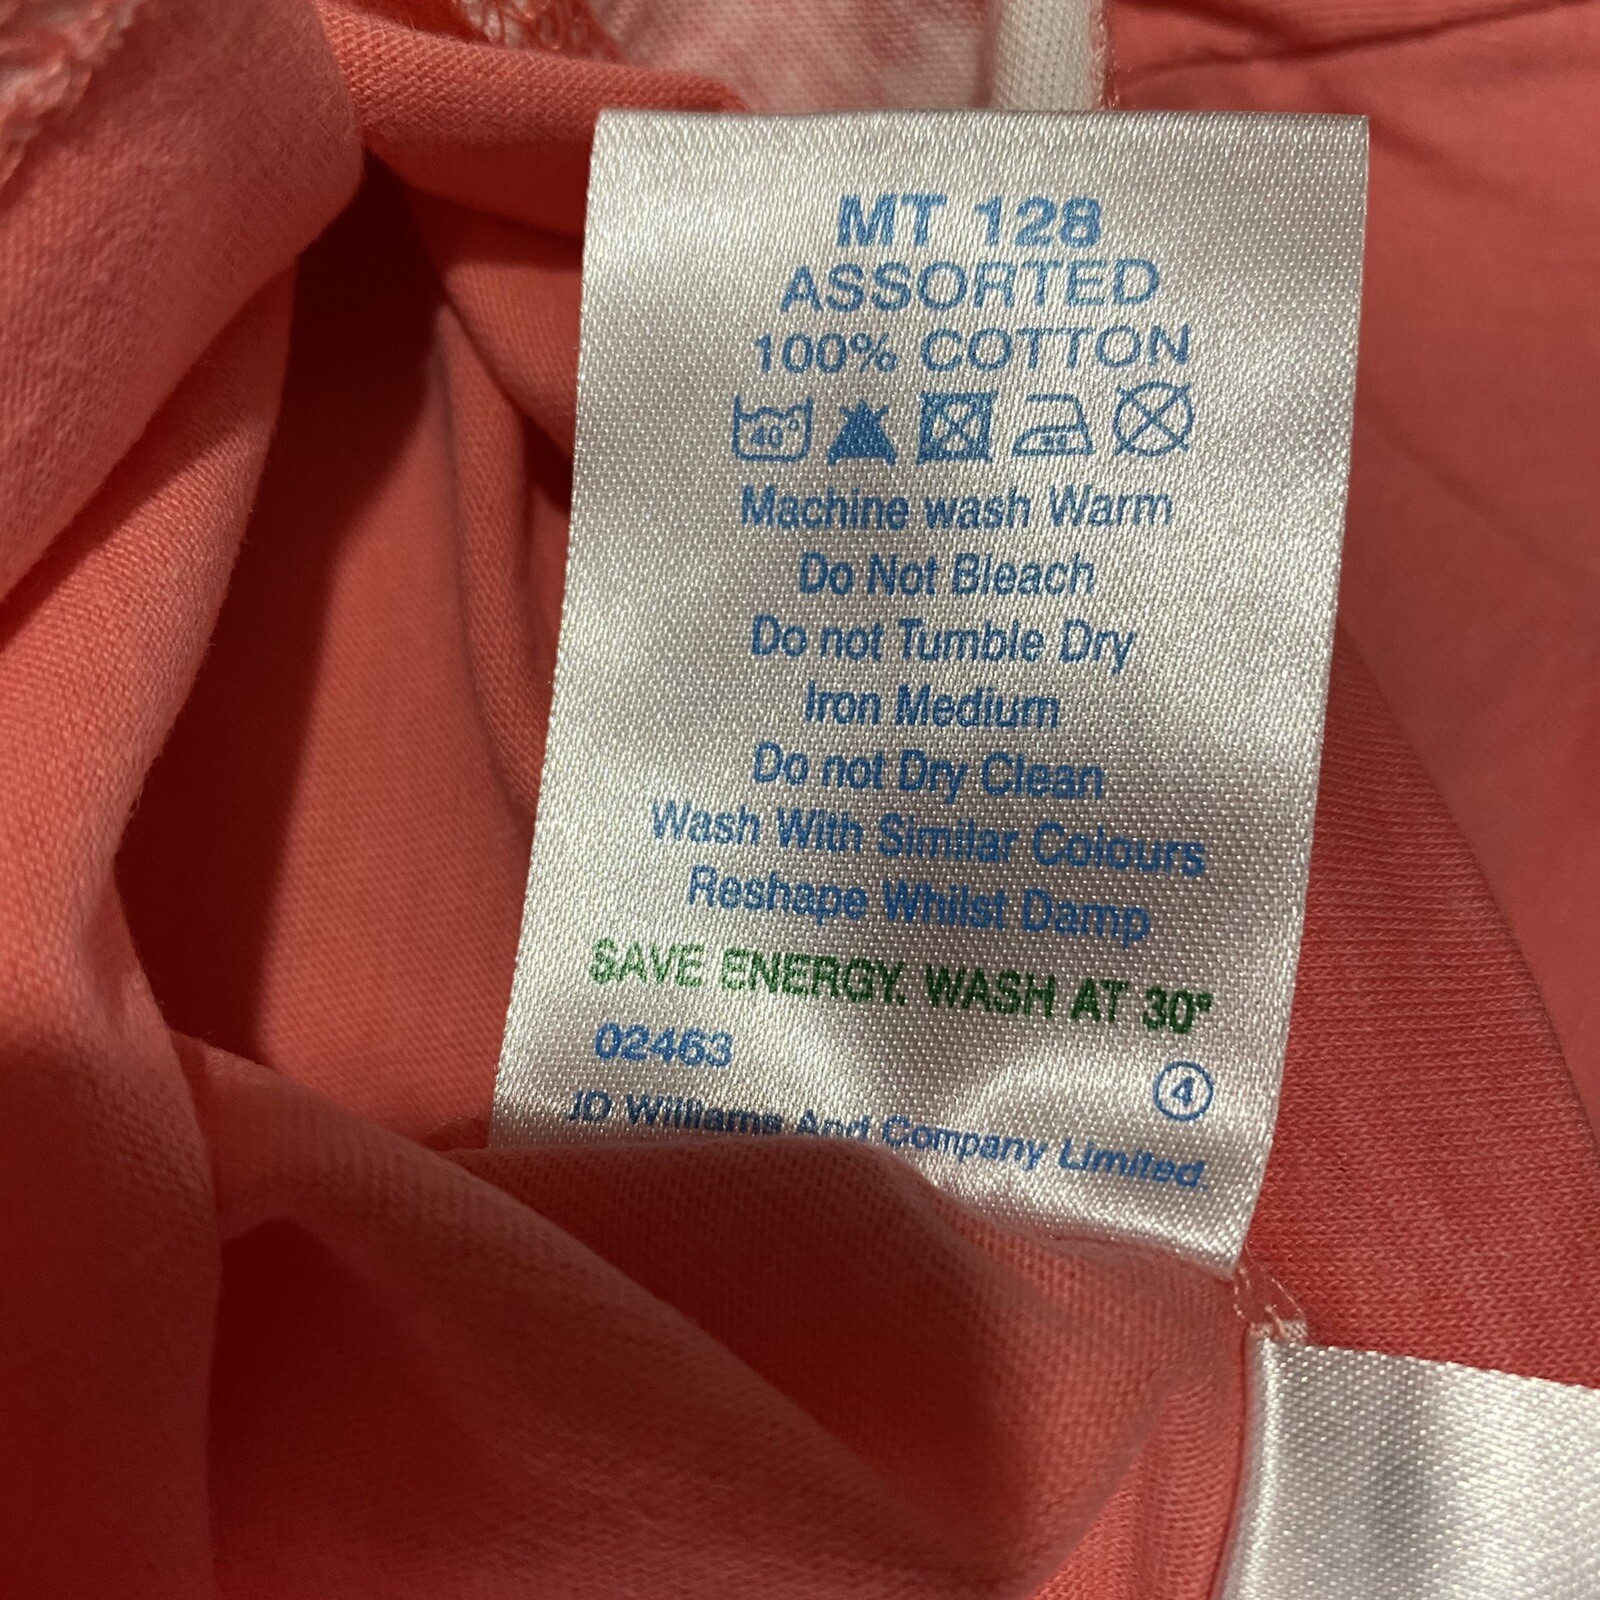 MT 128
ASSORTED
100% COTTON
40°
Machine wash Warm
Do Not Bleach
Do not Tumble Dry
Iron Medium
Do not Dry Clean
Wash With Similar Colours
Reshape Whilst Damp
SAVE ENERGY. WASH AT 30°
02463
4
JD Williams And Company Limited.